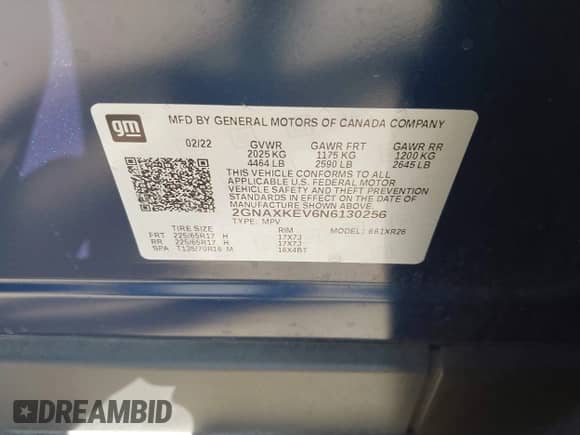 gm
MFD BY GENERAL MOTORS OF CANADA COMPANY
02/22 GVWR GAWR FRT GAWR RR
2025 KG 1175 KG 1200 KG
4464 LB 2590 LB 2645 LB
THIS VEHICLE CONFORMS TO ALL
APPLICABLE U.S. FEDERAL MOTOR
VEHICLE SAFETY AND THEFT PREVENTION
STANDARDS IN EFFECT ON THE DATE OF
MANUFACTURE SHOWN ABOVE.
2GNAXKEV6N6130256
TYPE: MPV MODEL: 661XR26
TIRE SIZE RIM
FRT 225/65R17 H 17X7J
RR 225/65R17 H 17X7J
SPA T135/70R16 M 16X4BT
DREAMBID